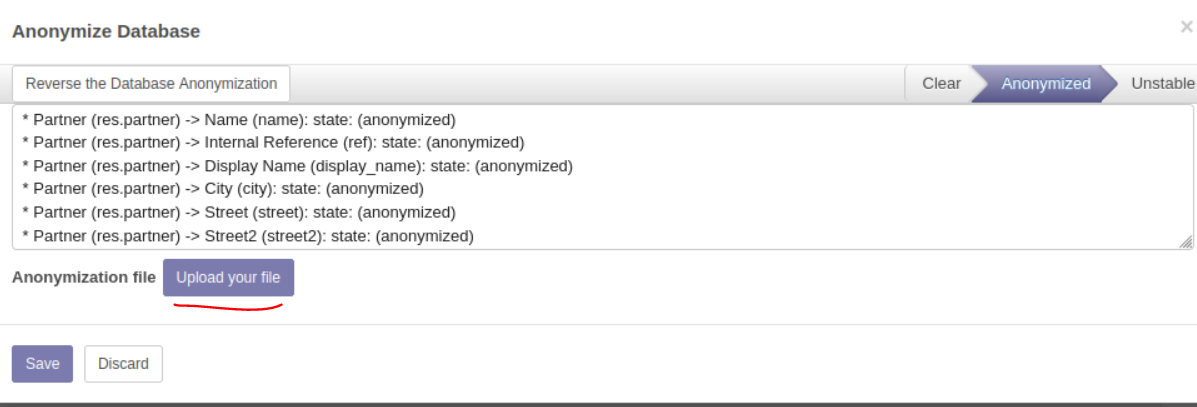 Anonymize Database
×
Reverse the Database Anonymization
Clear
Anonymized
Unstable
* Partner (res.partner) -> Name (name): state: (anonymized)
* Partner (res.partner) -> Internal Reference (ref): state: (anonymized)
* Partner (res.partner) -> Display Name (display_name): state: (anonymized)
* Partner (res.partner) -> City (city): state: (anonymized)
* Partner (res.partner) -> Street (street): state: (anonymized)
* Partner (res.partner) -> Street2 (street2): state: (anonymized)
Anonymization file
Upload your file
Save
Discard